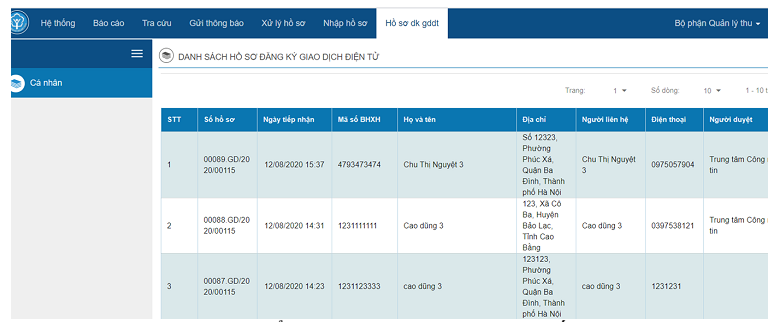 Hệ thống Báo cáo Tra cứu Gửi thông báo Xử lý hồ sơ Nhập hồ sơ Hồ sơ dk gddt Bộ phận Quản lý thu
DANH SÁCH HỒ SƠ ĐĂNG KÝ GIAO DỊCH ĐIỆN TỬ
Cá nhân
Trang: 1 Số dòng: 10 1 - 10 t
STT Số hồ sơ Ngày tiếp nhận Mã số BHXH Họ và tên Địa chỉ Người liên hệ Điện thoại Người duyệt
1 00089.GD/20 12/08/2020 15:37 4793473474 Chu Thị Nguyệt 3 Số 12323, Chu Thị Nguyệt 0975057904 Trung tâm Công
20/00115 Phường 3 tin
Phúc Xá,
Quận Ba
Đình, Thành
phố Hà Nội
2 00088.GD/20 12/08/2020 14:31 1231111111 Cao dũng 3 123, Xã Cô Cao dũng 3 0397538121 Trung tâm Công
20/00115 Ba, Huyện tin
Bảo Lạc,
Tỉnh Cao
Bằng
3 00087.GD/20 12/08/2020 14:23 1231123333 cao dũng 3 123123, cao dũng 3 1231231
20/00115 Phường
Phúc Xá,
Quận Ba
Đình, Thành
phố Hà Nội